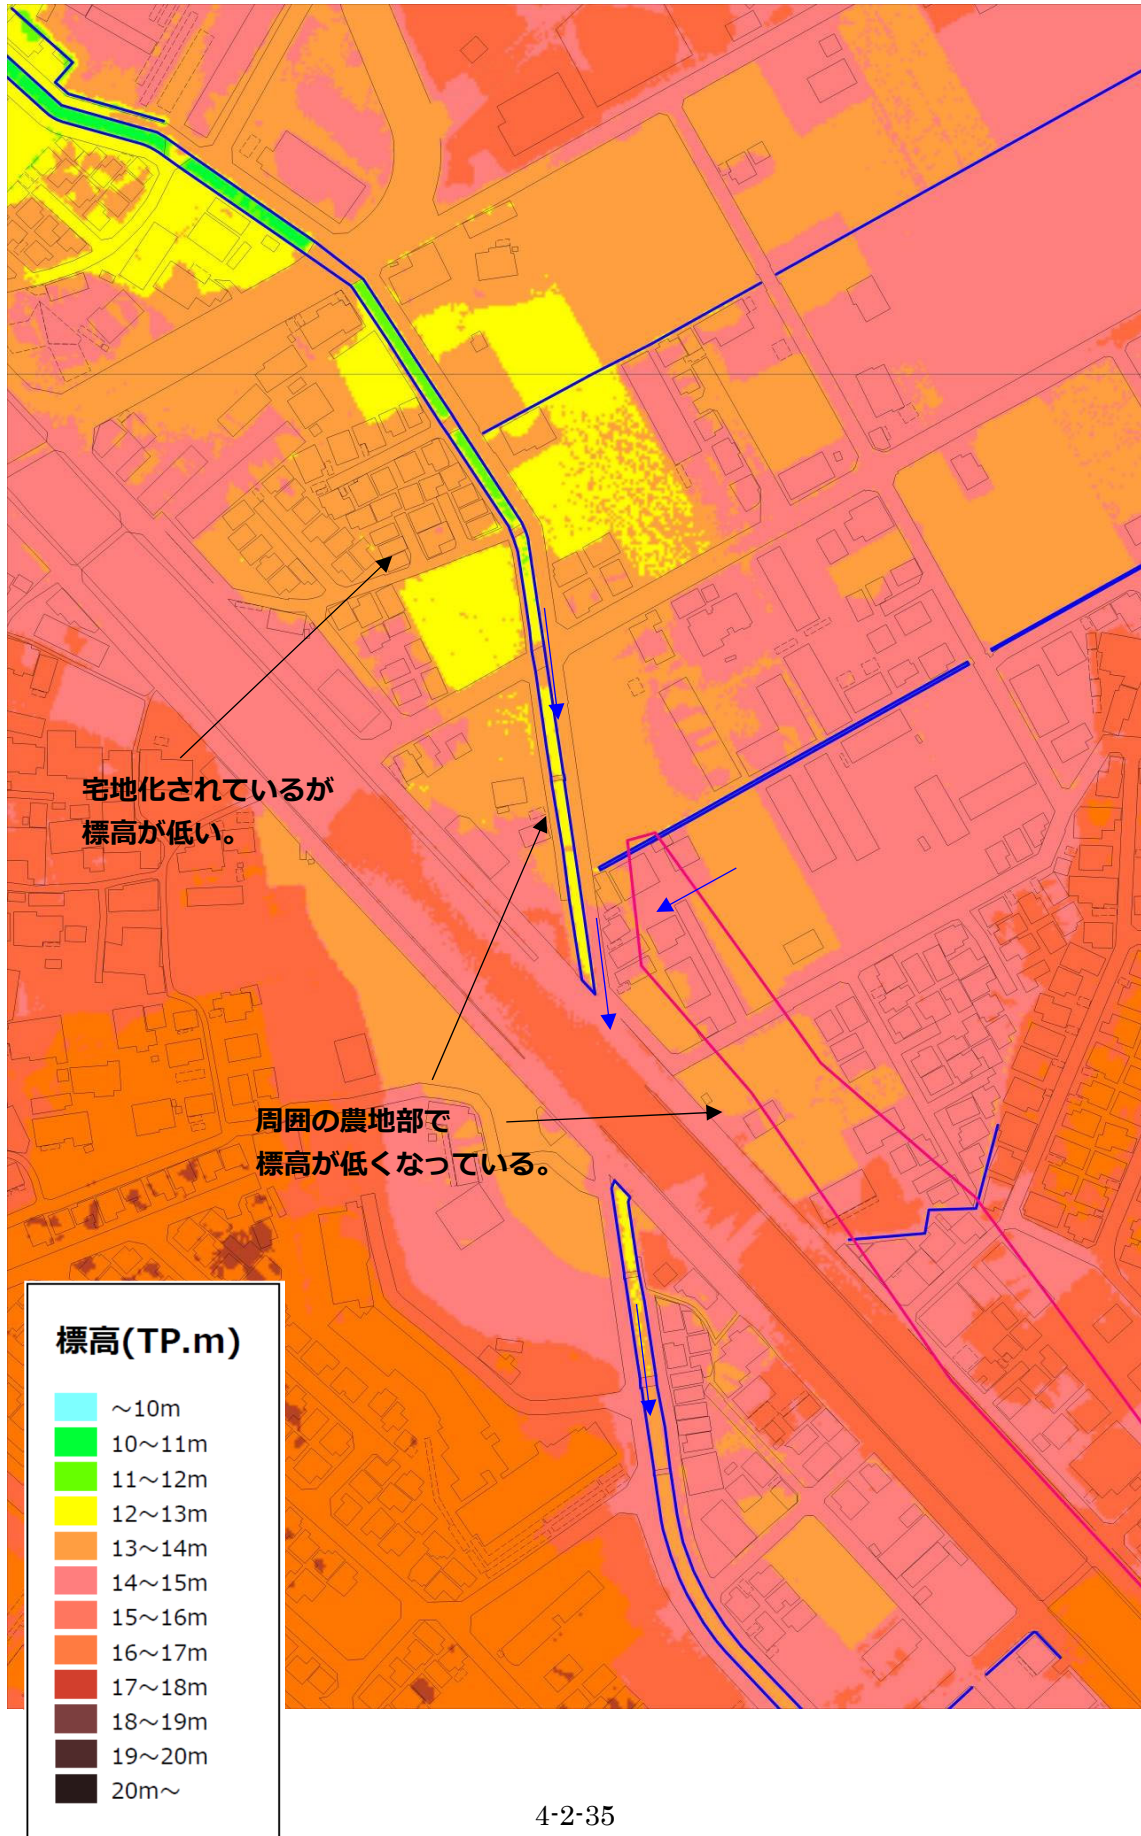 宅地化されているが
標高が低い。
周囲の農地部で
標高が低くなっている。
標高(TP.m)
～10m
10～11m
11～12m
12～13m
13～14m
14～15m
15～16m
16～17m
17～18m
18～19m
19～20m
20m～
4-2-35